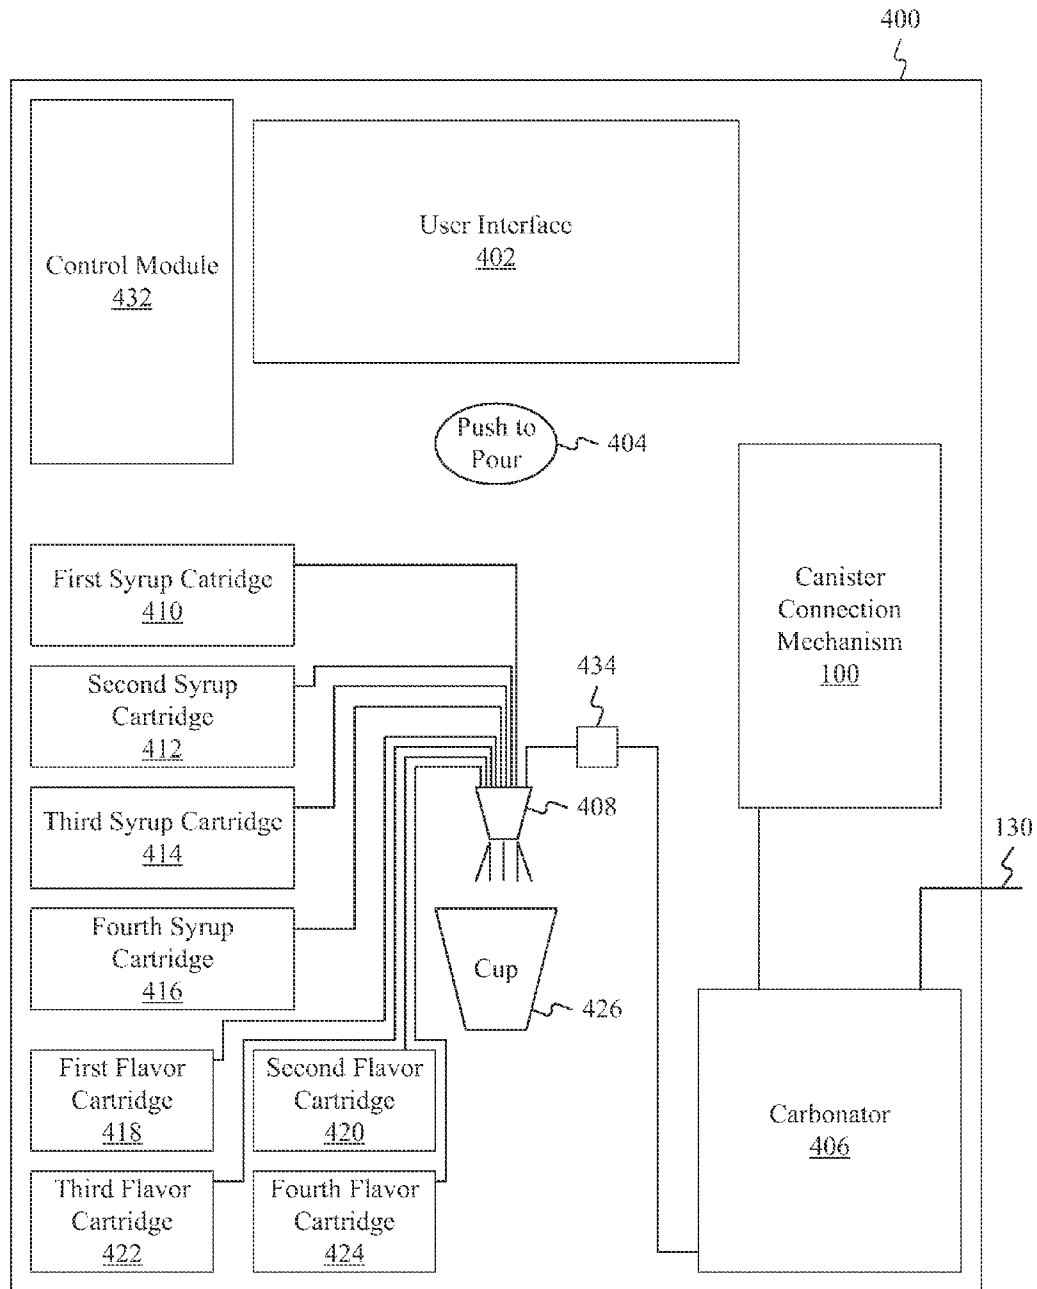 400
User Interface
402
Control Module
432
Push to
Pour
404
First Syrup Catridge
410
Canister
Connection
Mechanism
100
Second Syrup
Cartridge
412
434
Third Syrup Cartridge
414
408
130
Fourth Syrup
Cartridge
416
Cup
426
First Flavor
Cartridge
418
Second Flavor
Cartridge
420
Carbonator
406
Third Flavor
Cartridge
422
Fourth Flavor
Cartridge
424